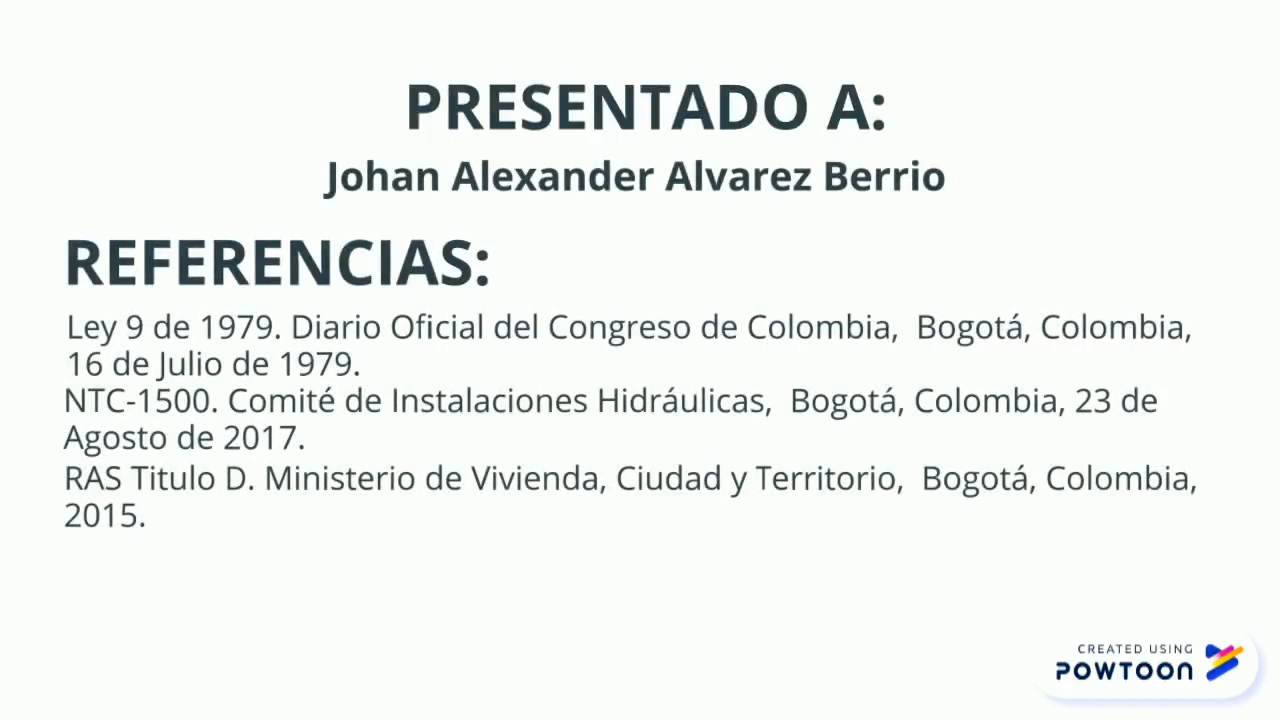 PRESENTADO A:
Johan Alexander Alvarez Berrio
REFERENCIAS:
Ley 9 de 1979. Diario Oficial del Congreso de Colombia,  Bogotá, Colombia,
16 de Julio de 1979.
NTC-1500. Comité de Instalaciones Hidráulicas,  Bogotá, Colombia, 23 de
Agosto de 2017.
RAS Titulo D. Ministerio de Vivienda, Ciudad y Territorio,  Bogotá, Colombia,
2015.
CREATED USING
POWTOON